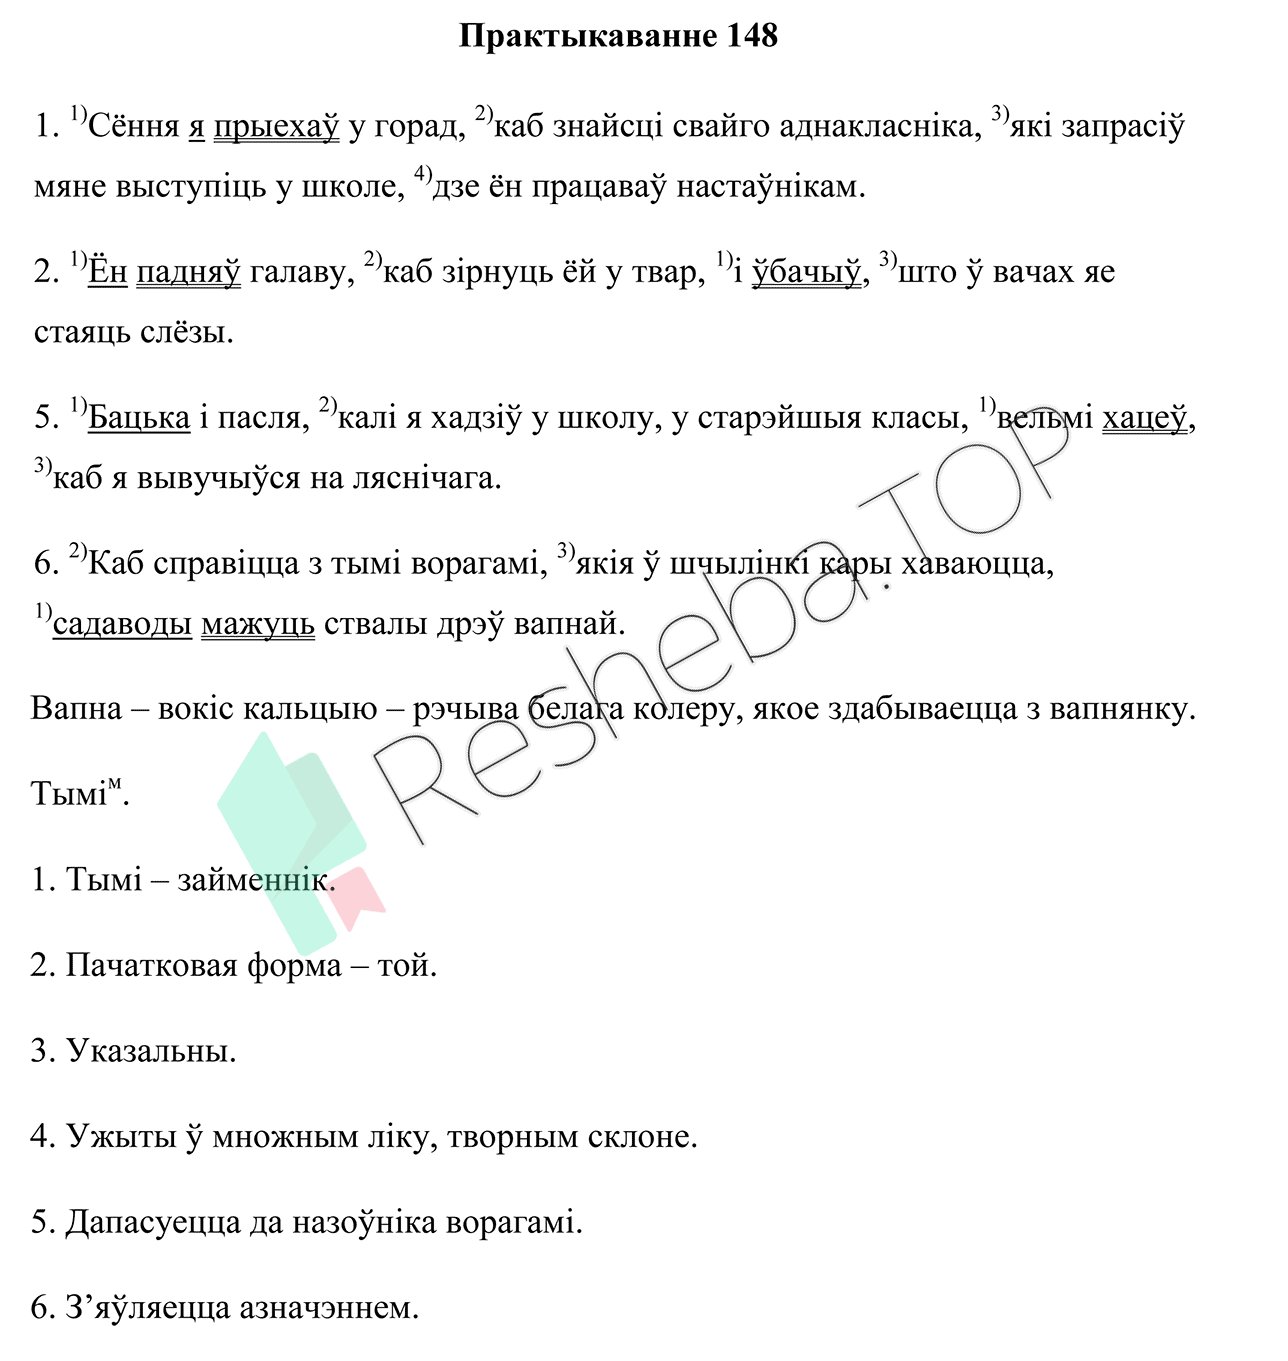 Практыкаванне 148
1. 1)Сёння я прыехаў у горад, 2)каб знайсці свайго аднакласніка, 3)які запрасіў
мяне выступіць у школе, 4)дзе ён працаваў настаўнікам.
2. 1)Ён падняў галаву, 2)каб зірнуць ёй у твар, 1)і ўбачыў, 3)што ў вачах яе
стаяць слёзы.
5. 1)Бацька і пасля, 2)калі я хадзіў у школу, у старэйшыя класы, 1)вельмі хацеў,
3)каб я вывучыўся на ляснічага.
6. 2)Каб справіцца з тымі ворагамі, 3)якія ў шчылінкі кары хаваюцца,
1)садаводы мажуць ствалы дрэў вапнай.
Вапна – вокіс кальцыю – рэчыва белага колеру, якое здабываецца з вапнянку.
Тыміᴹ.
1. Тымі – займеннік.
2. Пачатковая форма – той.
3. Указальны.
4. Ужыты ў множным ліку, творным склоне.
5. Дапасуецца да назоўніка ворагамі.
6. З’яўляецца азначэннем.
Resheba.TOP